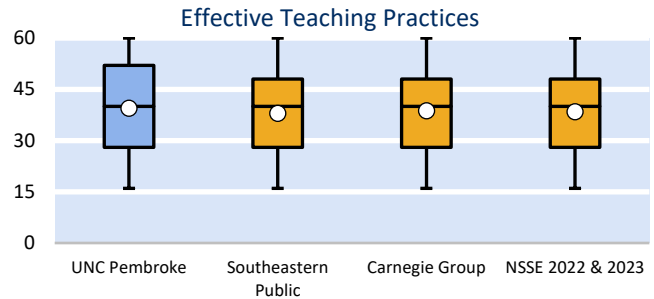 Effective Teaching Practices
60
45
30
15
0
UNC Pembroke
Southeastern
Public
Carnegie Group
NSSE 2022 & 2023